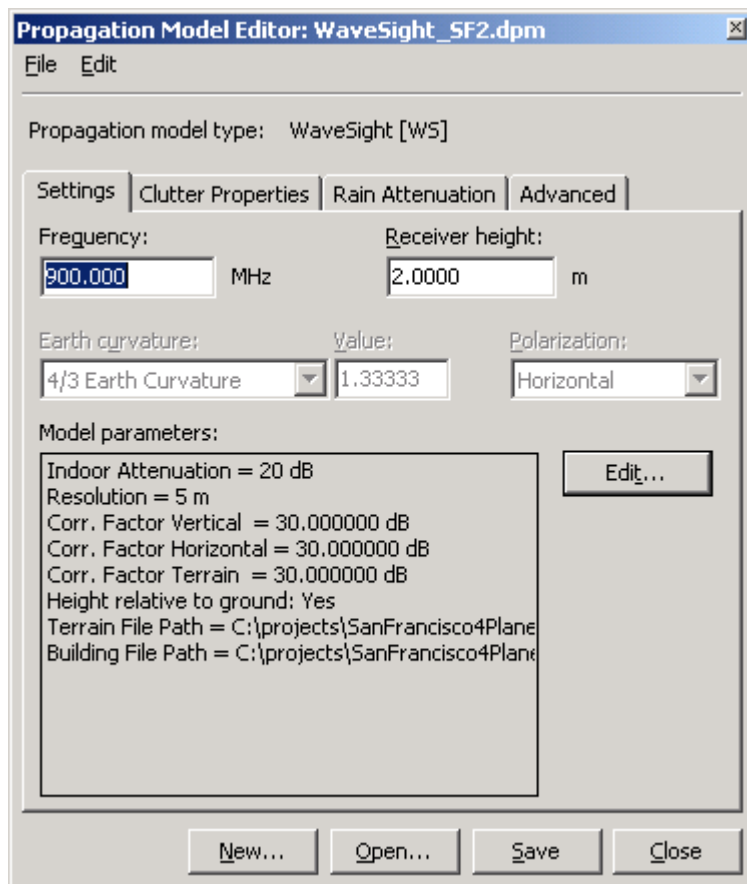 Propagation Model Editor: WaveSight_SF2.dpm
File Edit
Propagation model type: WaveSight [WS]
Settings Clutter Properties Rain Attenuation Advanced
Frequency: Receiver height:
900.000 MHz 2.0000 m
Earth curvature: Value: Polarization:
4/3 Earth Curvature 1.33333 Horizontal
Model parameters:
Indoor Attenuation = 20 dB
Edit...
Resolution = 5 m
Corr. Factor Vertical = 30.000000 dB
Corr. Factor Horizontal = 30.000000 dB
Corr. Factor Terrain = 30.000000 dB
Height relative to ground: Yes
Terrain File Path = C:\projects\SanFrancisco4Plane
Building File Path = C:\projects\SanFrancisco4Plane
New... Open... Save Close